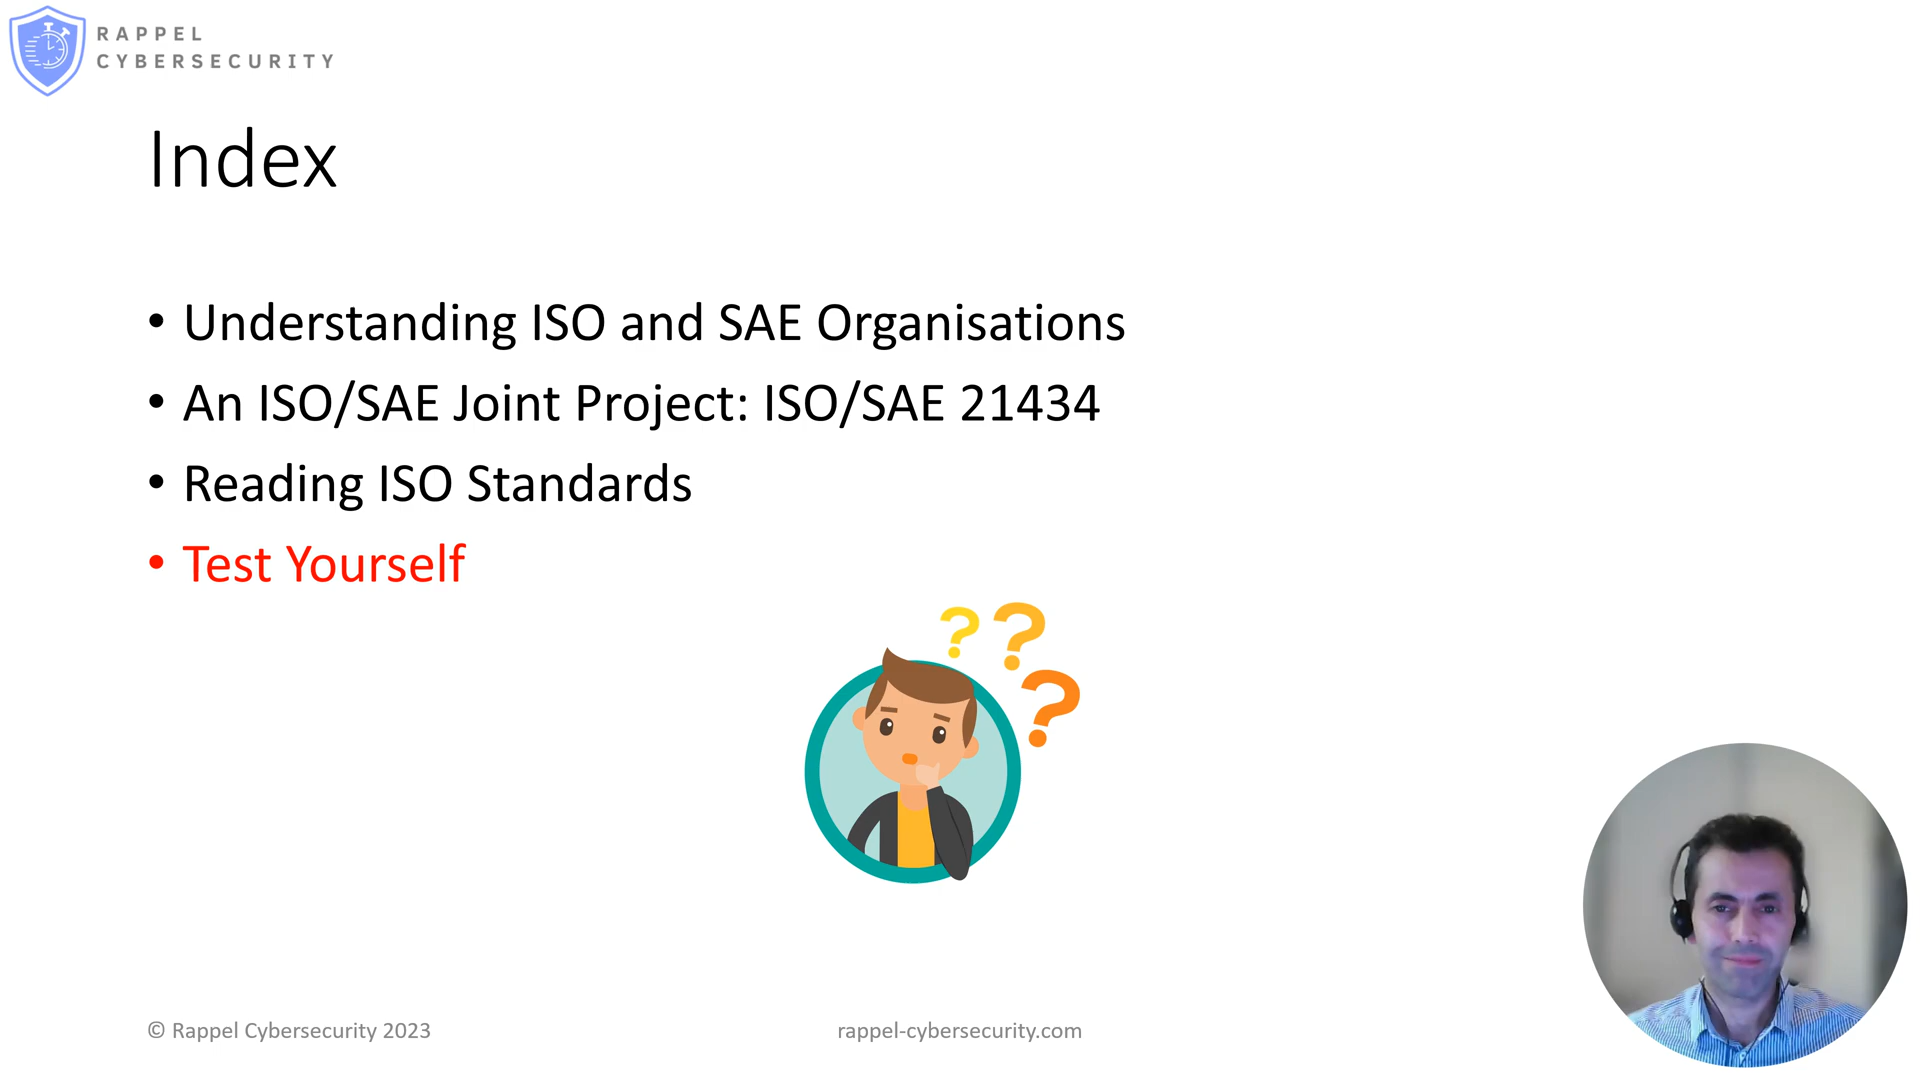 RAPPEL
CYBERSECURITY
Index
• Understanding ISO and SAE Organisations
• An ISO/SAE Joint Project: ISO/SAE 21434
• Reading ISO Standards
• Test Yourself
? ? ?
© Rappel Cybersecurity 2023
rappel-cybersecurity.com